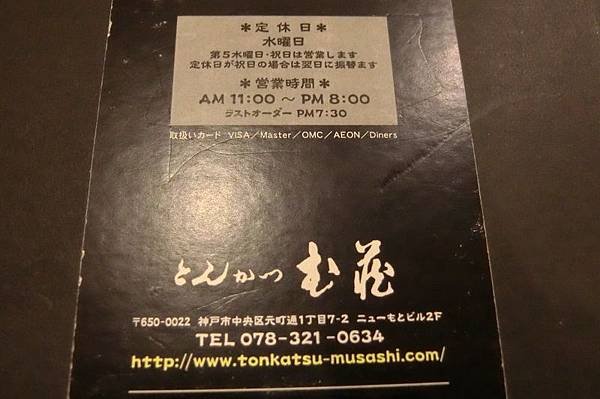 ＊定休日＊
水曜日
第5水曜日・祝日は営業します
定休日が祝日の場合は翌日に振替ます
＊営業時間＊
AM 11:00 〜 PM 8:00
ラストオーダー PM7:30
取扱いカード VISA／Master／OMC／AEON／Diners
とんかつ むさし
〒650-0022 神戸市中央区元町通1丁目7-2 ニューもとビル2F
TEL 078-321-0634
http://www.tonkatsu-musashi.com/